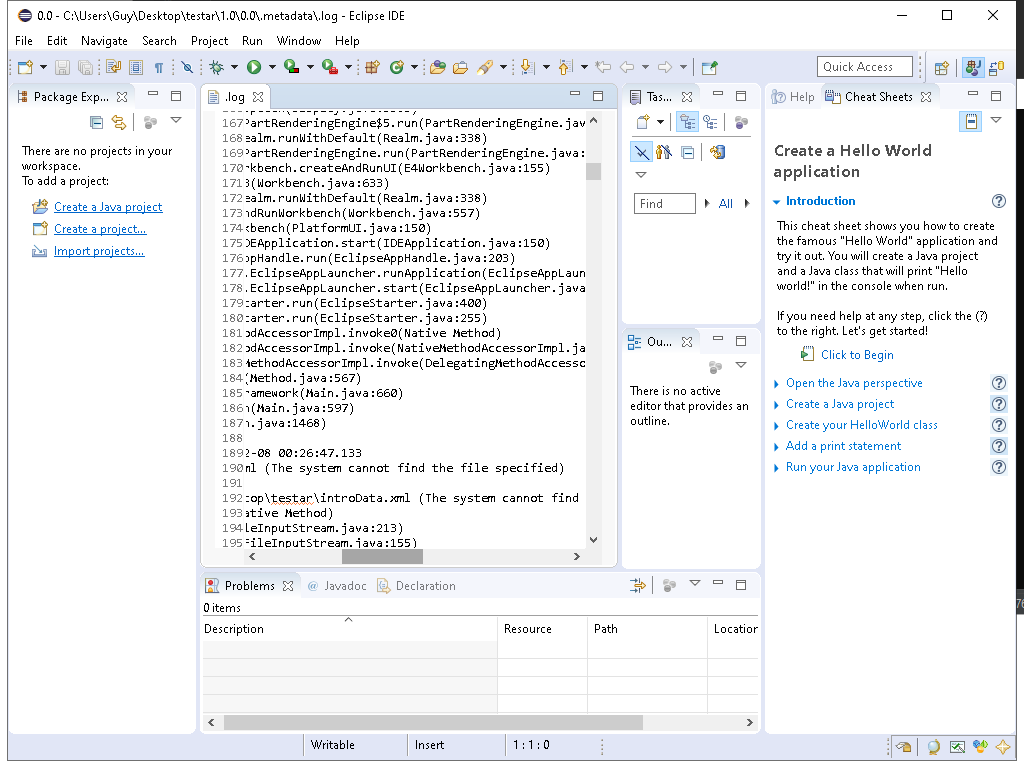 0.0 - C:\Users\Guy\Desktop\testar\1.0\0.0\.metadata\.log - Eclipse IDE
File Edit Navigate Search Project Run Window Help
Quick Access
Package Exp...
There are no projects in your
workspace.
To add a project:
Create a Java project
Create a project...
Import projects...
.log
167 PartRenderingEngine$5.run(PartRenderingEngine.jav
168 ealm.runWithDefault(Realm.java:338)
169 PartRenderingEngine.run(PartRenderingEngine.java:
170 kbench.createAndRunUI(E4Workbench.java:155)
171 3(Workbench.java:633)
172 ealm.runWithDefault(Realm.java:338)
173 ndRunWorkbench(Workbench.java:557)
174 kbench(PlatformUI.java:150)
175 DEApplication.start(IDEApplication.java:150)
176 ppHandle.run(EclipseAppHandle.java:203)
177 .EclipseAppLauncher.runApplication(EclipseAppLaun
178 .EclipseAppLauncher.start(EclipseAppLauncher.java
179 tarter.run(EclipseStarter.java:400)
180 tarter.run(EclipseStarter.java:255)
181 odAccessorImpl.invoke0(Native Method)
182 odAccessorImpl.invoke(NativeMethodAccessorImpl.ja
183 MethodAccessorImpl.invoke(DelegatingMethodAccesso
184 (Method.java:567)
185 ramework(Main.java:660)
186 n(Main.java:597)
187 n.java:1468)
188
189 2-08 00:26:47.133
190 ml (The system cannot find the file specified)
191
192 top\testar\introData.xml (The system cannot find
193 ative Method)
194 leInputStream.java:213)
195 FileInputStream.java:155)
Tas...
Find
All
Ou...
There is no active
editor that provides an
outline.
Help Cheat Sheets
Create a Hello World
application
Introduction
This cheat sheet shows you how to create
the famous "Hello World" application and
try it out. You will create a Java project
and a Java class that will print "Hello
world!" in the console when run.
If you need help at any step, click the (?)
to the right. Let's get started!
Click to Begin
Open the Java perspective
Create a Java project
Create your HelloWorld class
Add a print statement
Run your Java application
Problems @ Javadoc Declaration
0 items
Description Resource Path Location
Writable Insert 1 : 1 : 0